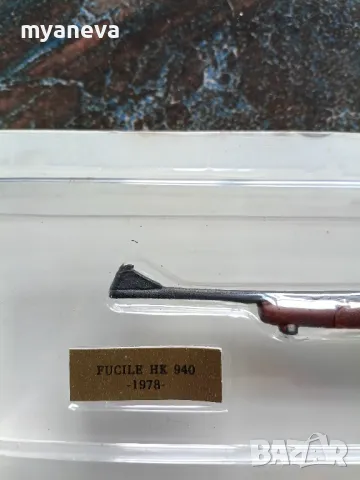 myaneva
FUCILE HK 940
-1978-
BAZAR